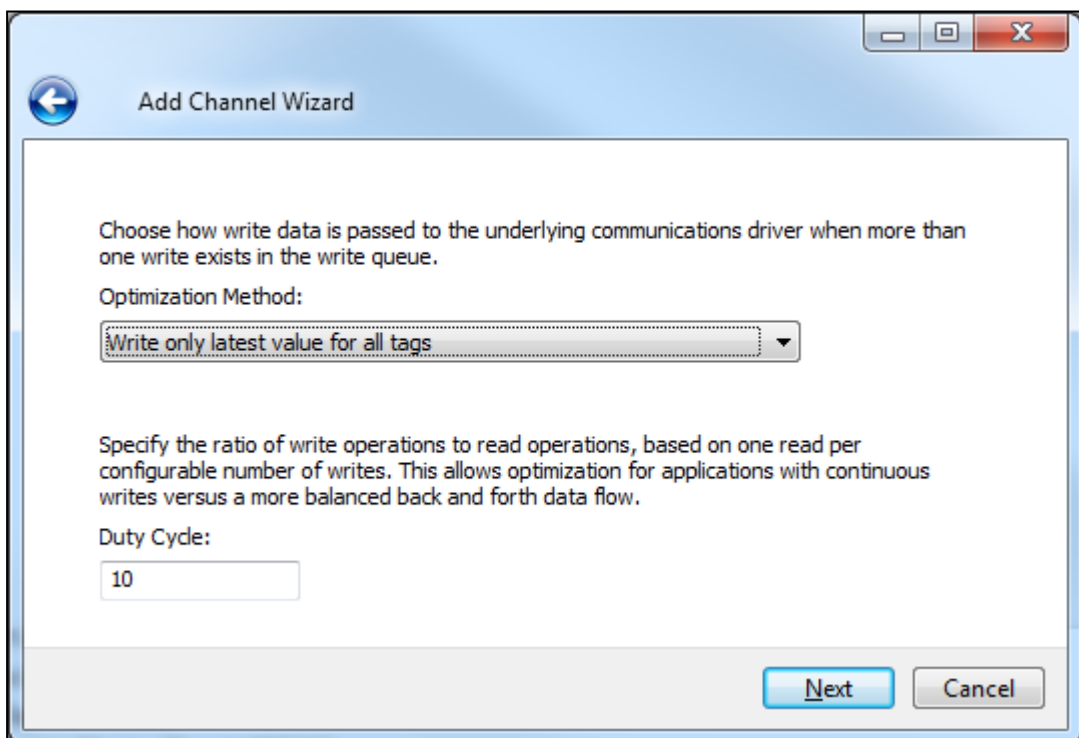 Add Channel Wizard
Choose how write data is passed to the underlying communications driver when more than
one write exists in the write queue.
Optimization Method:
Write only latest value for all tags
Specify the ratio of write operations to read operations, based on one read per
configurable number of writes. This allows optimization for applications with continuous
writes versus a more balanced back and forth data flow.
Duty Cycle:
10
Next Cancel